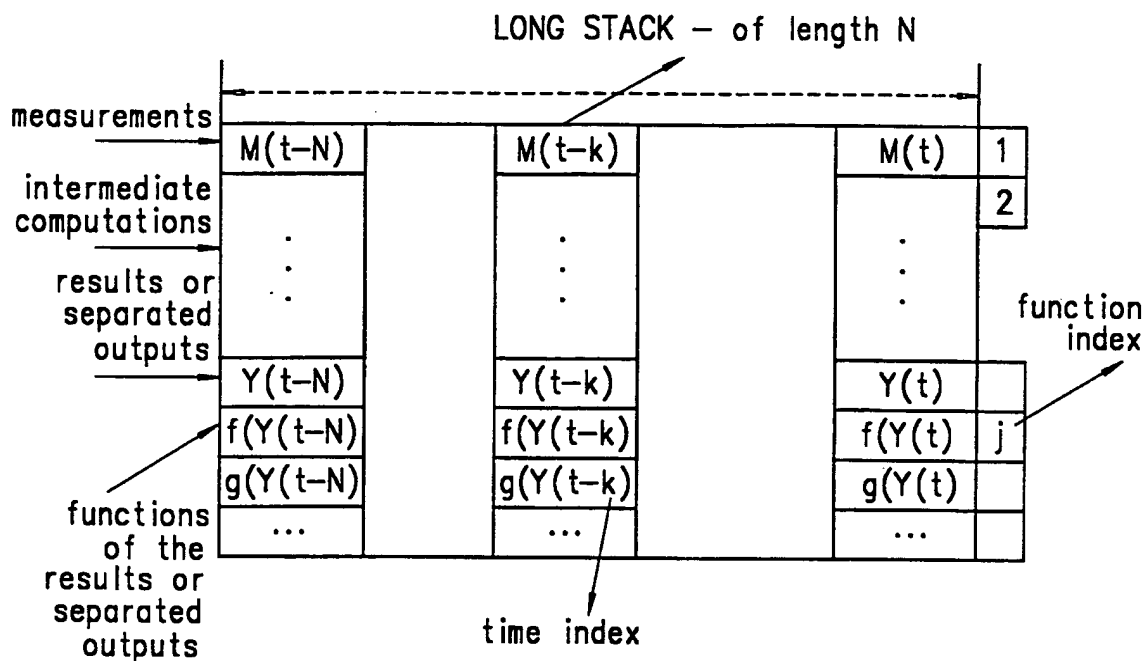 LONG STACK – of length N
measurements
M(t–N) M(t–k) M(t) 1
intermediate
computations
2
results or
separated
outputs
function
index
Y(t–N) Y(t–k) Y(t)
f(Y(t–N) f(Y(t–k) f(Y(t) j
g(Y(t–N) g(Y(t–k) g(Y(t)
... ... ...
functions
of the
results or
separated
outputs
time index